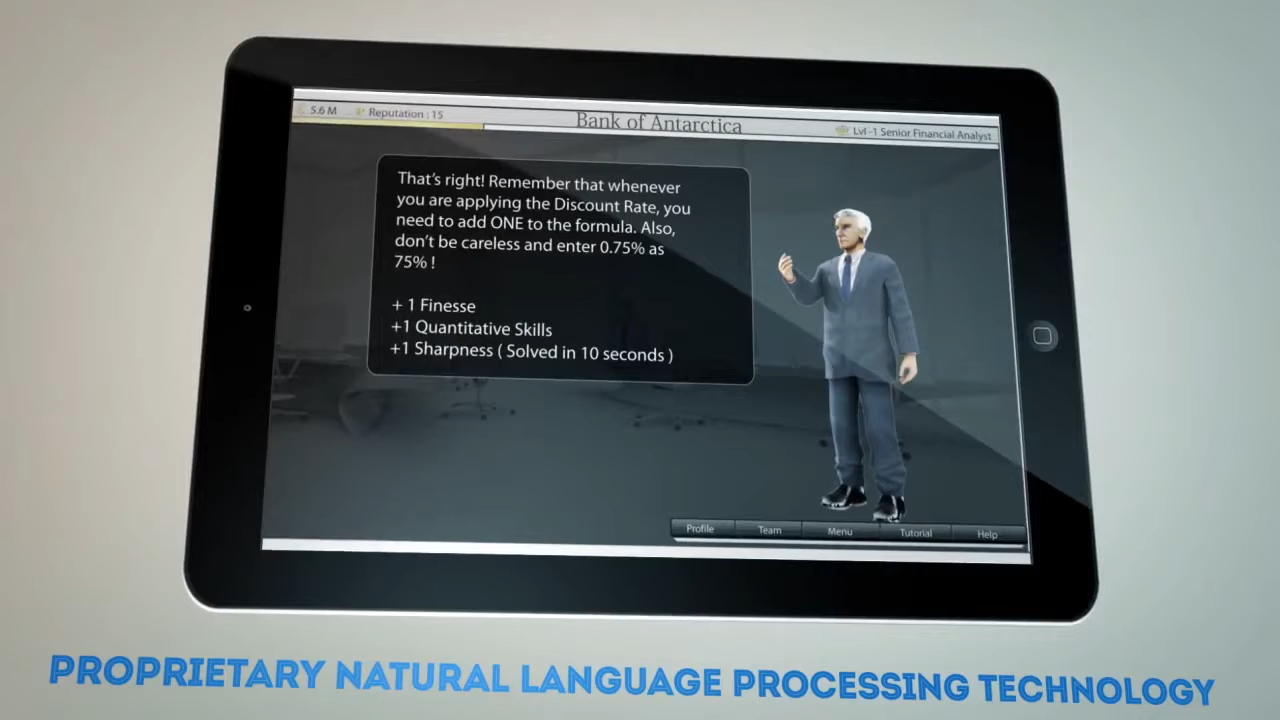 5.6 M
Reputation : 15
Bank of Antarctica
Lvl -1 Senior Financial Analyst
That's right! Remember that whenever
you are applying the Discount Rate, you
need to add ONE to the formula. Also,
don't be careless and enter 0.75% as
75% !
+ 1 Finesse
+1 Quantitative Skills
+1 Sharpness ( Solved in 10 seconds )
Profile
Team
Menu
Tutorial
Help
PROPRIETARY NATURAL LANGUAGE PROCESSING TECHNOLOGY